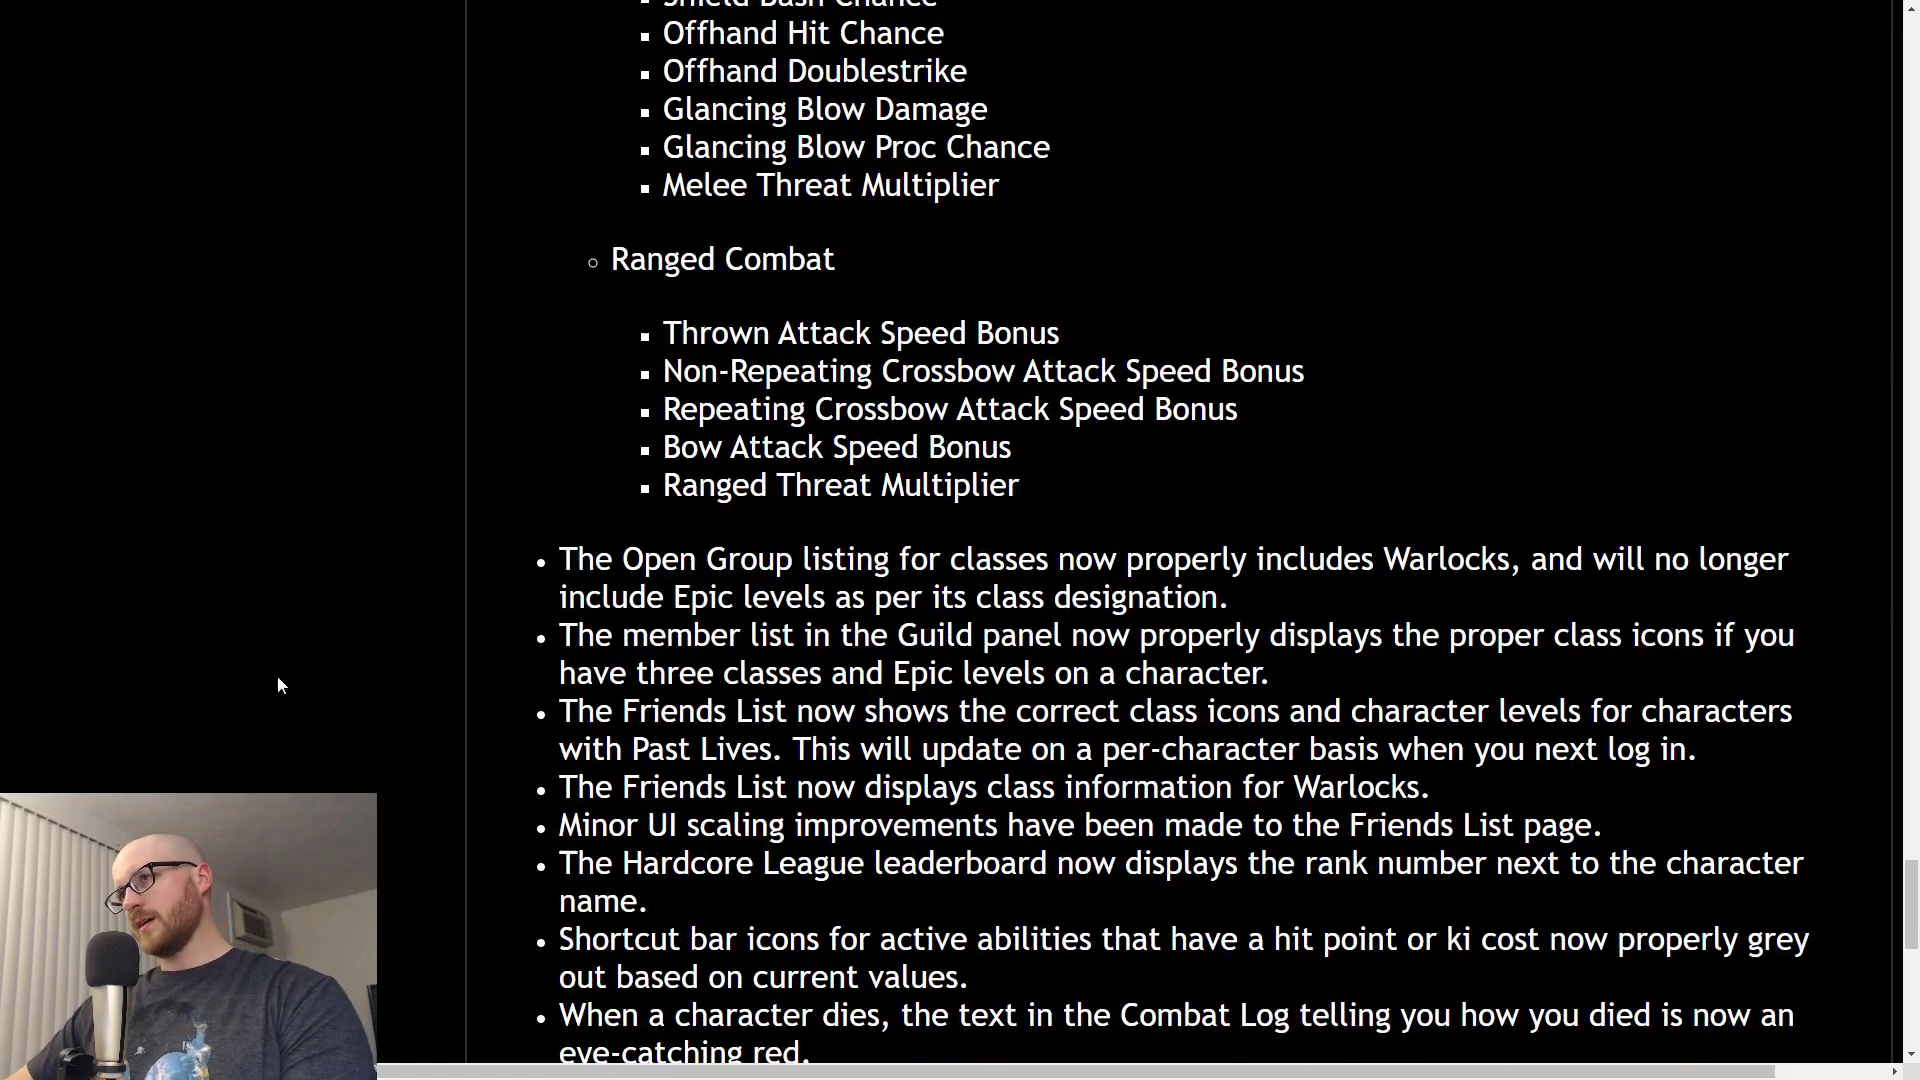 Shield Bash Chance
Offhand Hit Chance
Offhand Doublestrike
Glancing Blow Damage
Glancing Blow Proc Chance
Melee Threat Multiplier
Ranged Combat
Thrown Attack Speed Bonus
Non-Repeating Crossbow Attack Speed Bonus
Repeating Crossbow Attack Speed Bonus
Bow Attack Speed Bonus
Ranged Threat Multiplier
The Open Group listing for classes now properly includes Warlocks, and will no longer
include Epic levels as per its class designation.
The member list in the Guild panel now properly displays the proper class icons if you
have three classes and Epic levels on a character.
The Friends List now shows the correct class icons and character levels for characters
with Past Lives. This will update on a per-character basis when you next log in.
The Friends List now displays class information for Warlocks.
Minor UI scaling improvements have been made to the Friends List page.
The Hardcore League leaderboard now displays the rank number next to the character
name.
Shortcut bar icons for active abilities that have a hit point or ki cost now properly grey
out based on current values.
When a character dies, the text in the Combat Log telling you how you died is now an
eye-catching red.